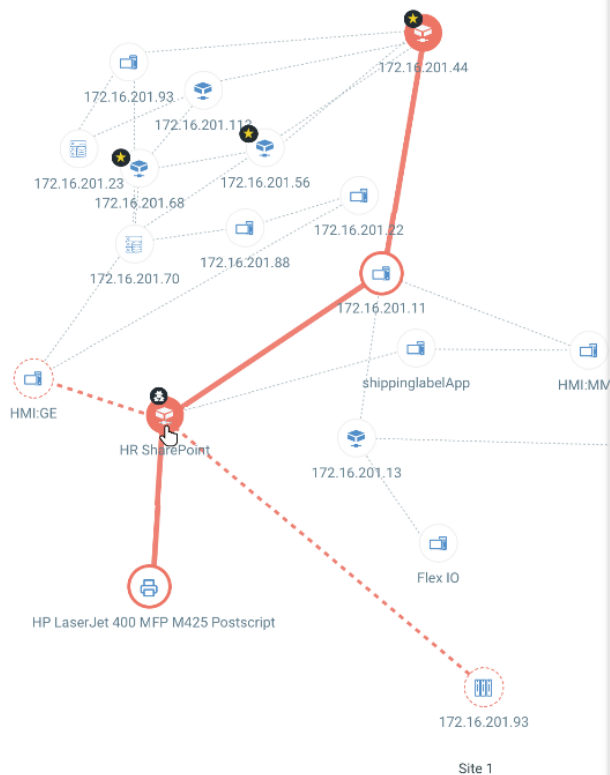 172.16.201.44
172.16.201.93
172.16.201.112
172.16.201.23
172.16.201.56
172.16.201.68
172.16.201.22
172.16.201.88
172.16.201.70
172.16.201.11
shippinglabelApp
HMI:MM
HMI:GE
HR SharePoint
172.16.201.13
Flex IO
HP LaserJet 400 MFP M425 Postscript
172.16.201.93
Site 1